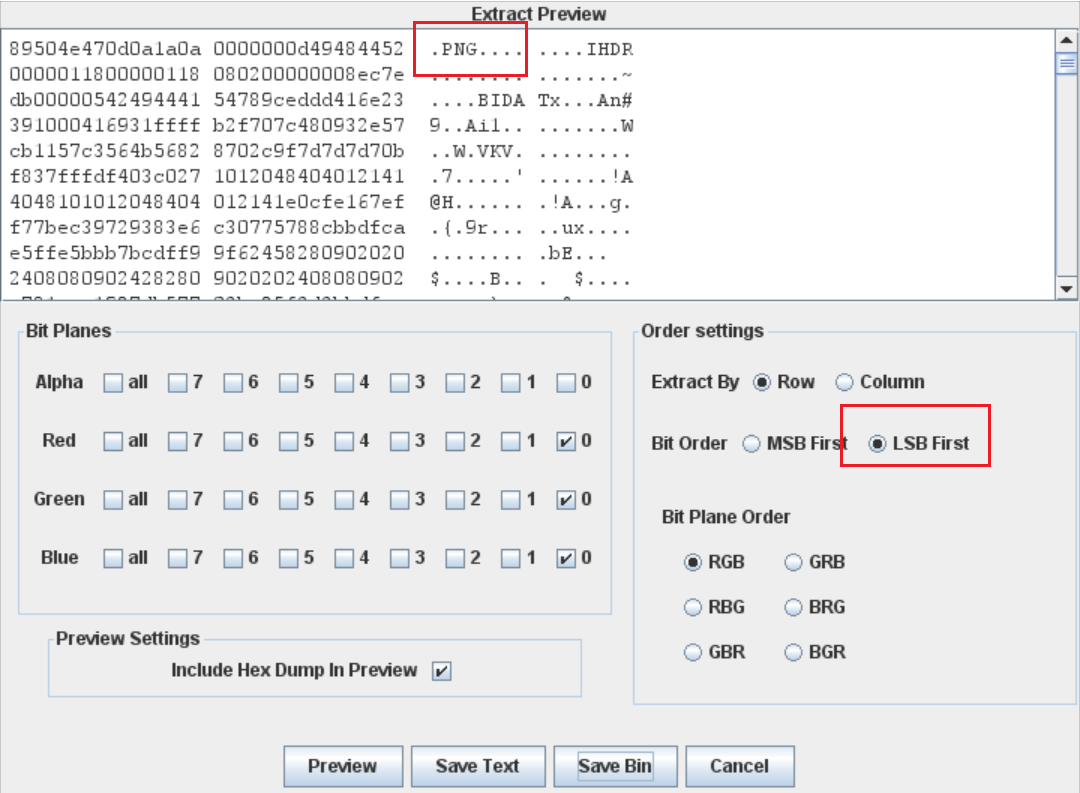 Extract Preview
89504e470d0a1a0a 0000000d49484452 .PNG.... ....IHDR
0000011800000118 080200000008ec7e ........ .......~
db00000542494441 54789ceddd416e23 ....BIDA Tx...An#
391000416931ffff b2f707c480932e57 9..Ai1.. .......W
cb1157c3564b5682 8702c9f7d7d7d70b ..W.VKV. ........
f837fffdf403c027 1012048404012141 .7.....' ......!A
4048101012048404 012141e0cfe167ef @H...... .!A...g.
f77bec39729383e6 c30775788cbbdfca .{.9r... ..ux....
e5ffe5bbb7bcdff9 9f62458280902020 ........ .bE...
2408080902428280 9020202408080902 $....B.. . $....
Bit Planes
Alpha all 7 6 5 4 3 2 1 0
Red all 7 6 5 4 3 2 1 0
Green all 7 6 5 4 3 2 1 0
Blue all 7 6 5 4 3 2 1 0
Preview Settings
Include Hex Dump In Preview
Order settings
Extract By Row Column
Bit Order MSB First LSB First
Bit Plane Order
RGB GRB
RBG BRG
GBR BGR
Preview Save Text Save Bin Cancel